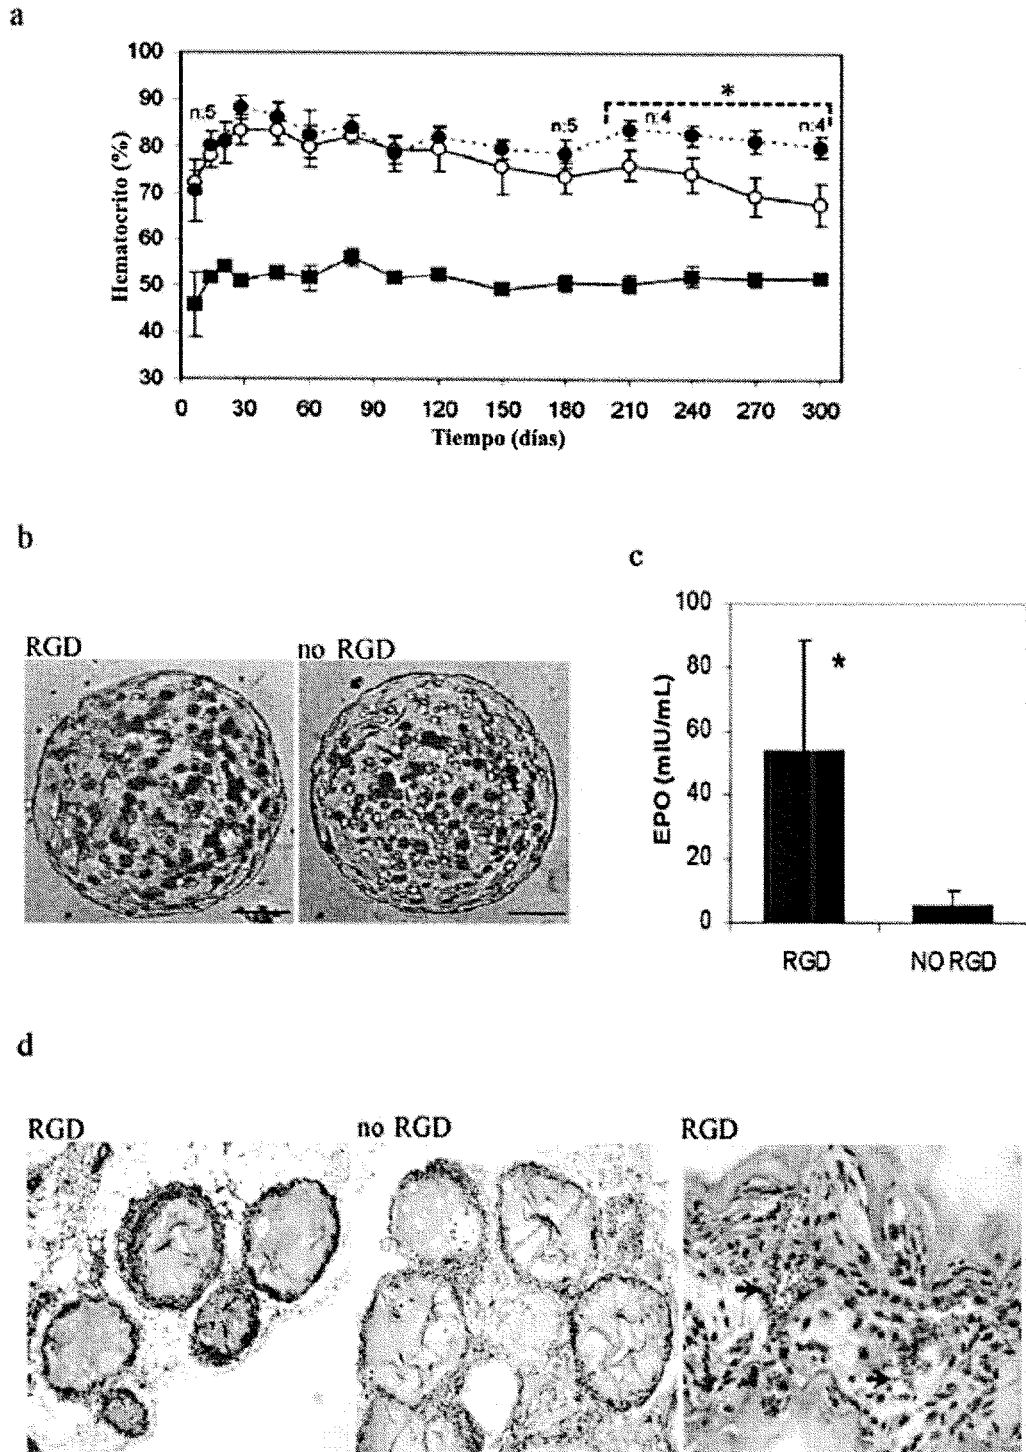 a
100
90
80
70
60
50
40
30
Hematocrito (%)
n:5
n:5
n:4
n:4
*
0 30 60 90 120 150 180 210 240 270 300
Tiempo (días)
b
RGD
no RGD
c
100
80
60
40
20
0
EPO (mIU/mL)
*
RGD
NO RGD
d
RGD
no RGD
RGD